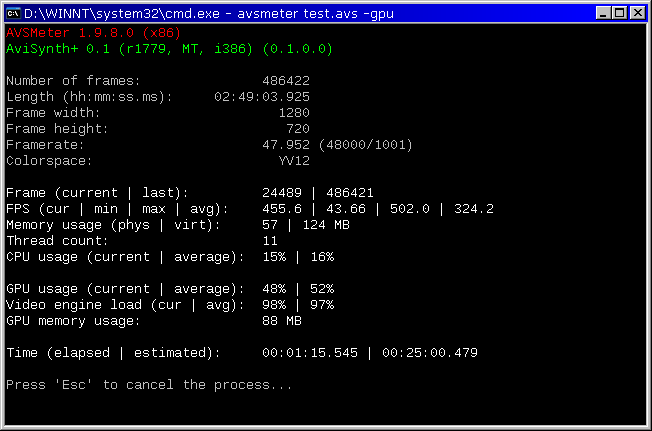 D:\WINNT\system32\cmd.exe - avsmeter test.avs -gpu
AVSMeter 1.9.8.0 (x86)
AviSynth+ 0.1 (r1779, MT, i386) (0.1.0.0)
Number of frames: 486422
Length (hh:mm:ss.ms): 02:49:03.925
Frame width: 1280
Frame height: 720
Framerate: 47.952 (48000/1001)
Colorspace: YV12
Frame (current | last): 24489 | 486421
FPS (cur | min | max | avg): 455.6 | 43.66 | 502.0 | 324.2
Memory usage (phys | virt): 57 | 124 MB
Thread count: 11
CPU usage (current | average): 15% | 16%
GPU usage (current | average): 48% | 52%
Video engine load (cur | avg): 98% | 97%
GPU memory usage: 88 MB
Time (elapsed | estimated): 00:01:15.545 | 00:25:00.479
Press 'Esc' to cancel the process...